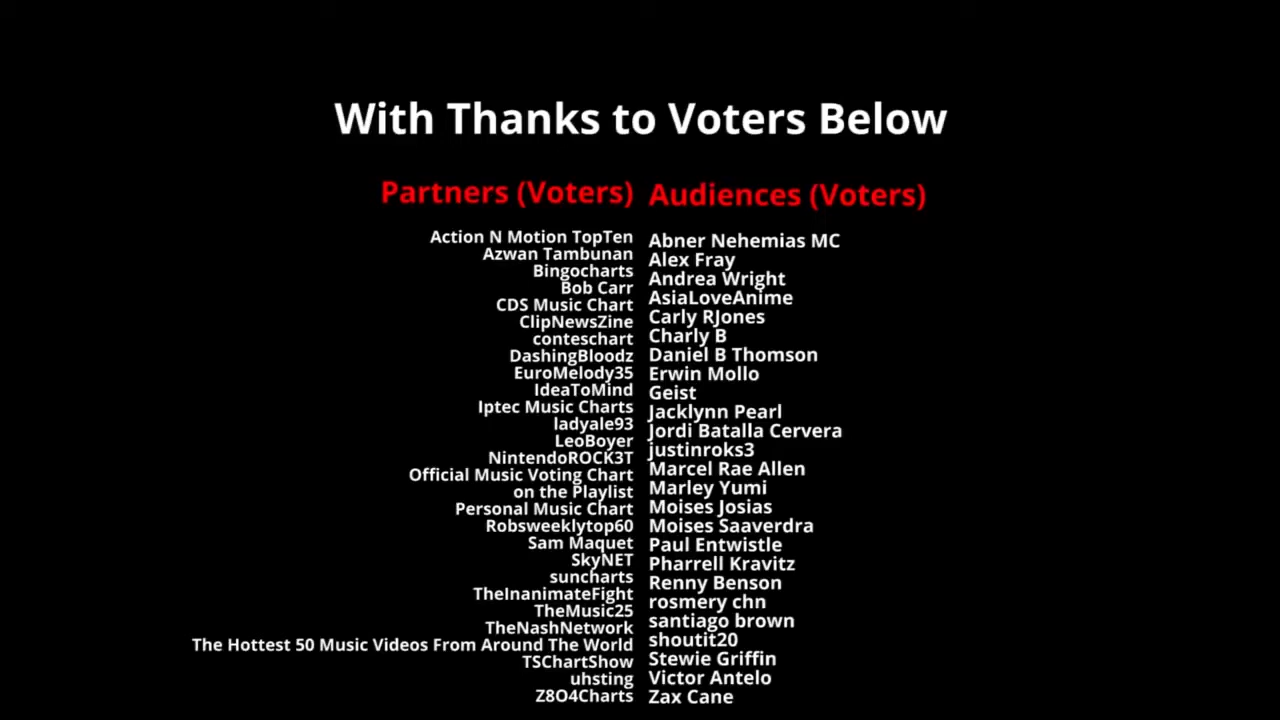 With Thanks to Voters Below
Partners (Voters)
Action N Motion TopTen
Azwan Tambunan
Bingocharts
Bob Carr
CDS Music Chart
ClipNewsZine
conteschart
DashingBloodz
EuroMelody35
IdeaToMind
Iptec Music Charts
ladyale93
LeoBoyer
NintendoROCK3T
Official Music Voting Chart
on the Playlist
Personal Music Chart
Robsweeklytop60
Sam Maquet
SkyNET
suncharts
TheInanimateFight
TheMusic25
TheNashNetwork
The Hottest 50 Music Videos From Around The World
TSChartShow
uhsting
Z8O4Charts
Audiences (Voters)
Abner Nehemias MC
Alex Fray
Andrea Wright
AsiaLoveAnime
Carly RJones
Charly B
Daniel B Thomson
Erwin Mollo
Geist
Jacklynn Pearl
Jordi Batalla Cervera
justinroks3
Marcel Rae Allen
Marley Yumi
Moises Josias
Moises Saaverdra
Paul Entwistle
Pharrell Kravitz
Renny Benson
rosmery chn
santiago brown
shoutit20
Stewie Griffin
Victor Antelo
Zax Cane